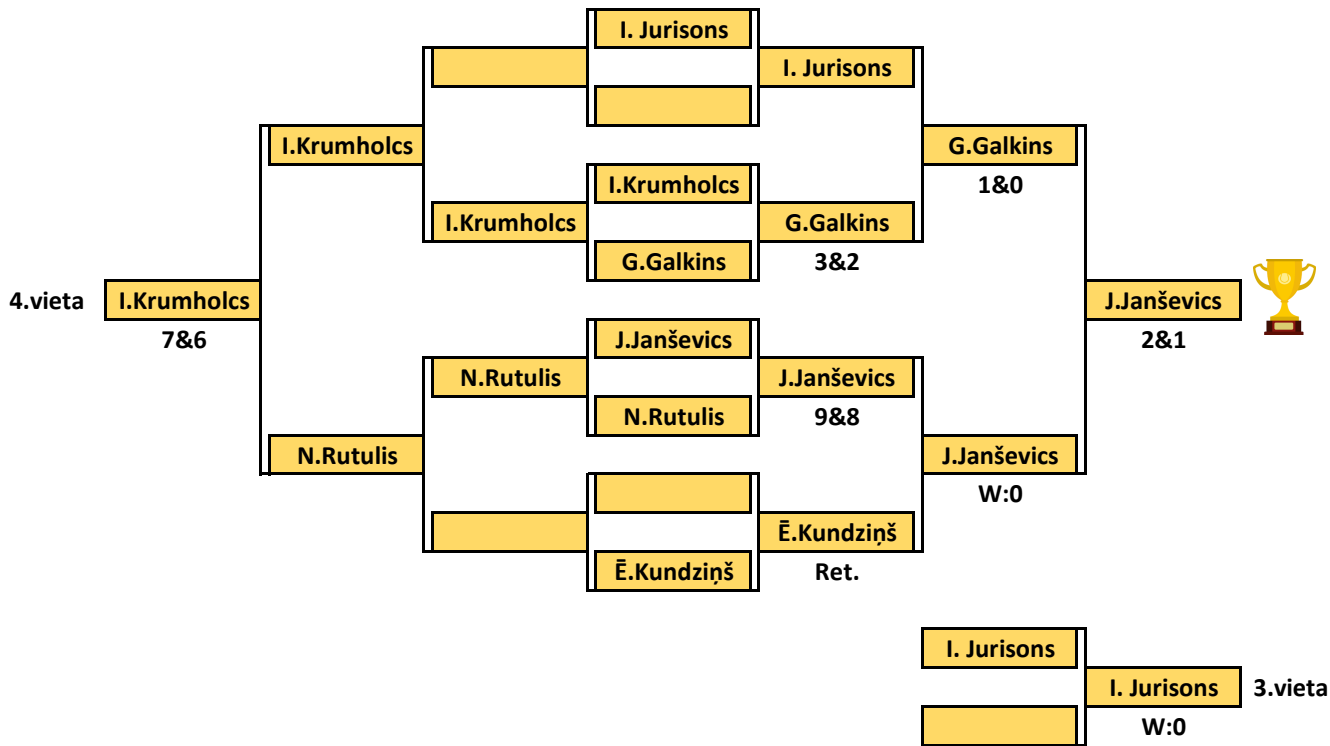 I. Jurisons
I. Jurisons
I.Krumholcs
G.Galkins
1&0
I.Krumholcs
I.Krumholcs
G.Galkins
G.Galkins
3&2
4.vieta
I.Krumholcs
7&6
J.Janševics
2&1
J.Janševics
N.Rutulis
J.Janševics
N.Rutulis
9&8
N.Rutulis
J.Janševics
W:0
Ē.Kundziņš
Ē.Kundziņš
Ret.
I. Jurisons
I. Jurisons
3.vieta
W:0